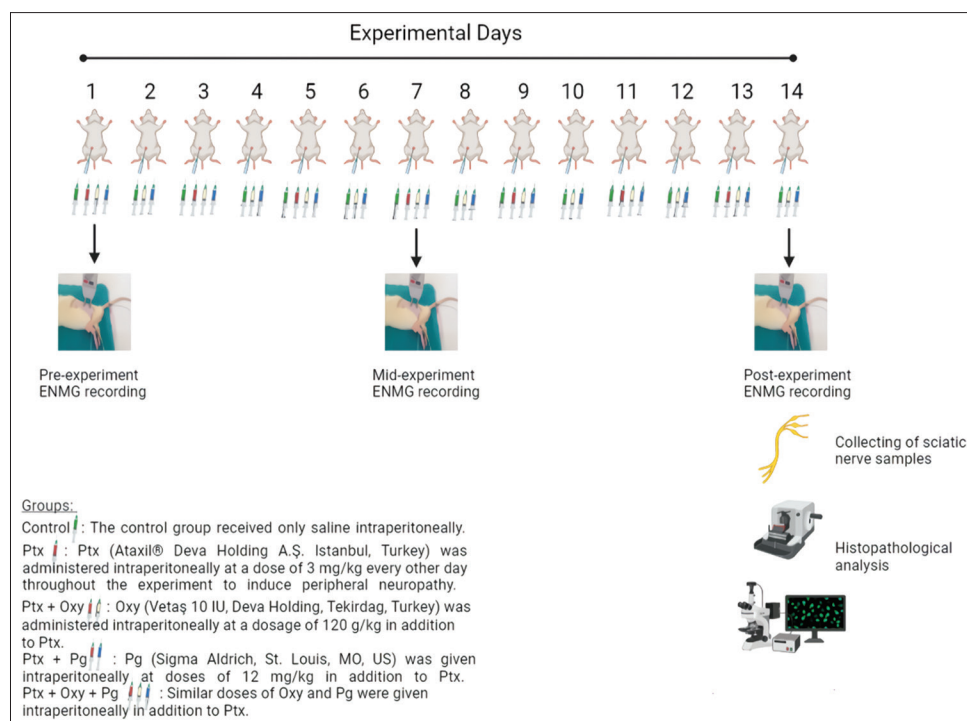 Experimental Days
1 2 3 4 5 6 7 8 9 10 11 12 13 14
Pre-experiment
ENMG recording
Mid-experiment
ENMG recording
Post-experiment
ENMG recording
Collecting of sciatic
nerve samples
Histopathological
analysis
Groups:
Control : The control group received only saline intraperitoneally.
Ptx : Ptx (Ataxil® Deva Holding A.Ş. Istanbul, Turkey) was
administered intraperitoneally at a dose of 3 mg/kg every other day
throughout the experiment to induce peripheral neuropathy.
Ptx + Oxy : Oxy (Vetaş 10 IU, Deva Holding, Tekirdag, Turkey) was
administered intraperitoneally at a dosage of 120 g/kg in addition
to Ptx.
Ptx + Pg : Pg (Sigma Aldrich, St. Louis, MO, US) was given
intraperitoneally at doses of 12 mg/kg in addition to Ptx.
Ptx + Oxy + Pg : Similar doses of Oxy and Pg were given
intraperitoneally in addition to Ptx.